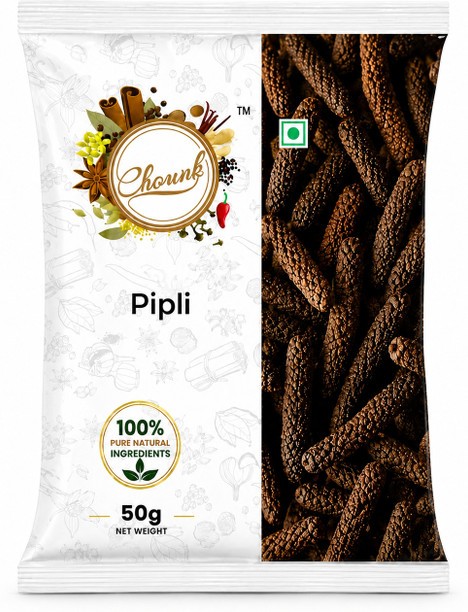 TM
Chounk
Pipli
100%
PURE NATURAL
INGREDIENTS
50g
NET WEIGHT